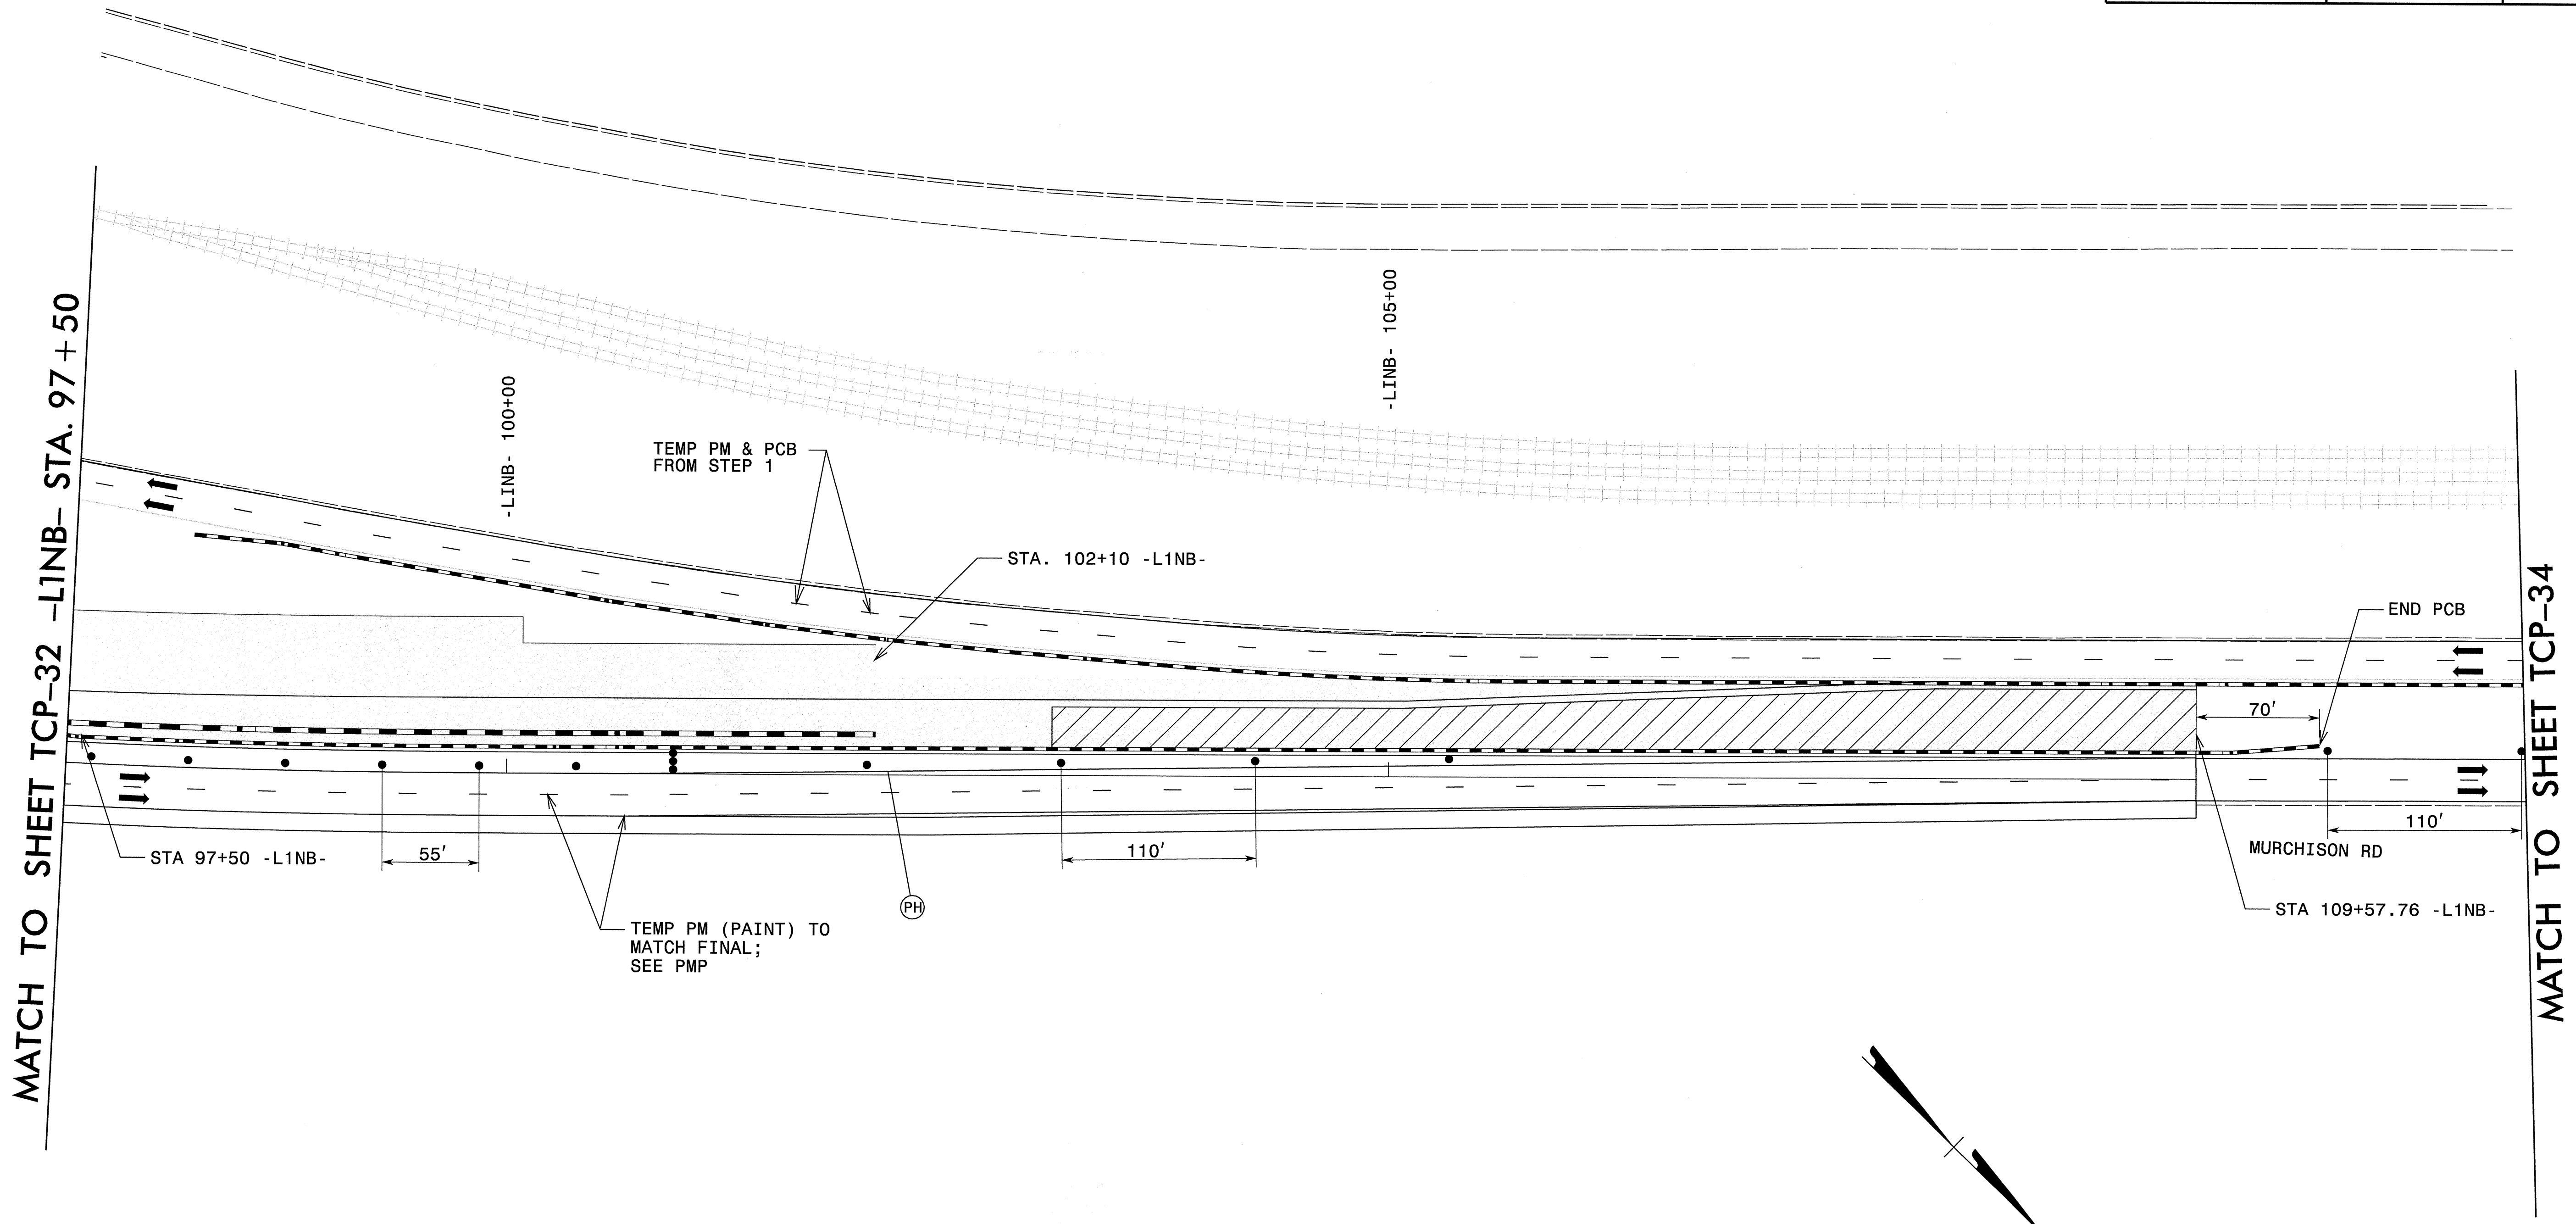 MATCH TO SHEET TCP-32 -L1NB- STA. 97+50
-LINB- 100+00
-LINB- 105+00
TEMP PM & PCB
FROM STEP 1
STA. 102+10 -L1NB-
END PCB
70'
STA 97+50 -L1NB-
55'
110'
110'
MURCHISON RD
PH
STA 109+57.76 -L1NB-
TEMP PM (PAINT) TO
MATCH FINAL;
SEE PMP
MATCH TO SHEET TCP-34